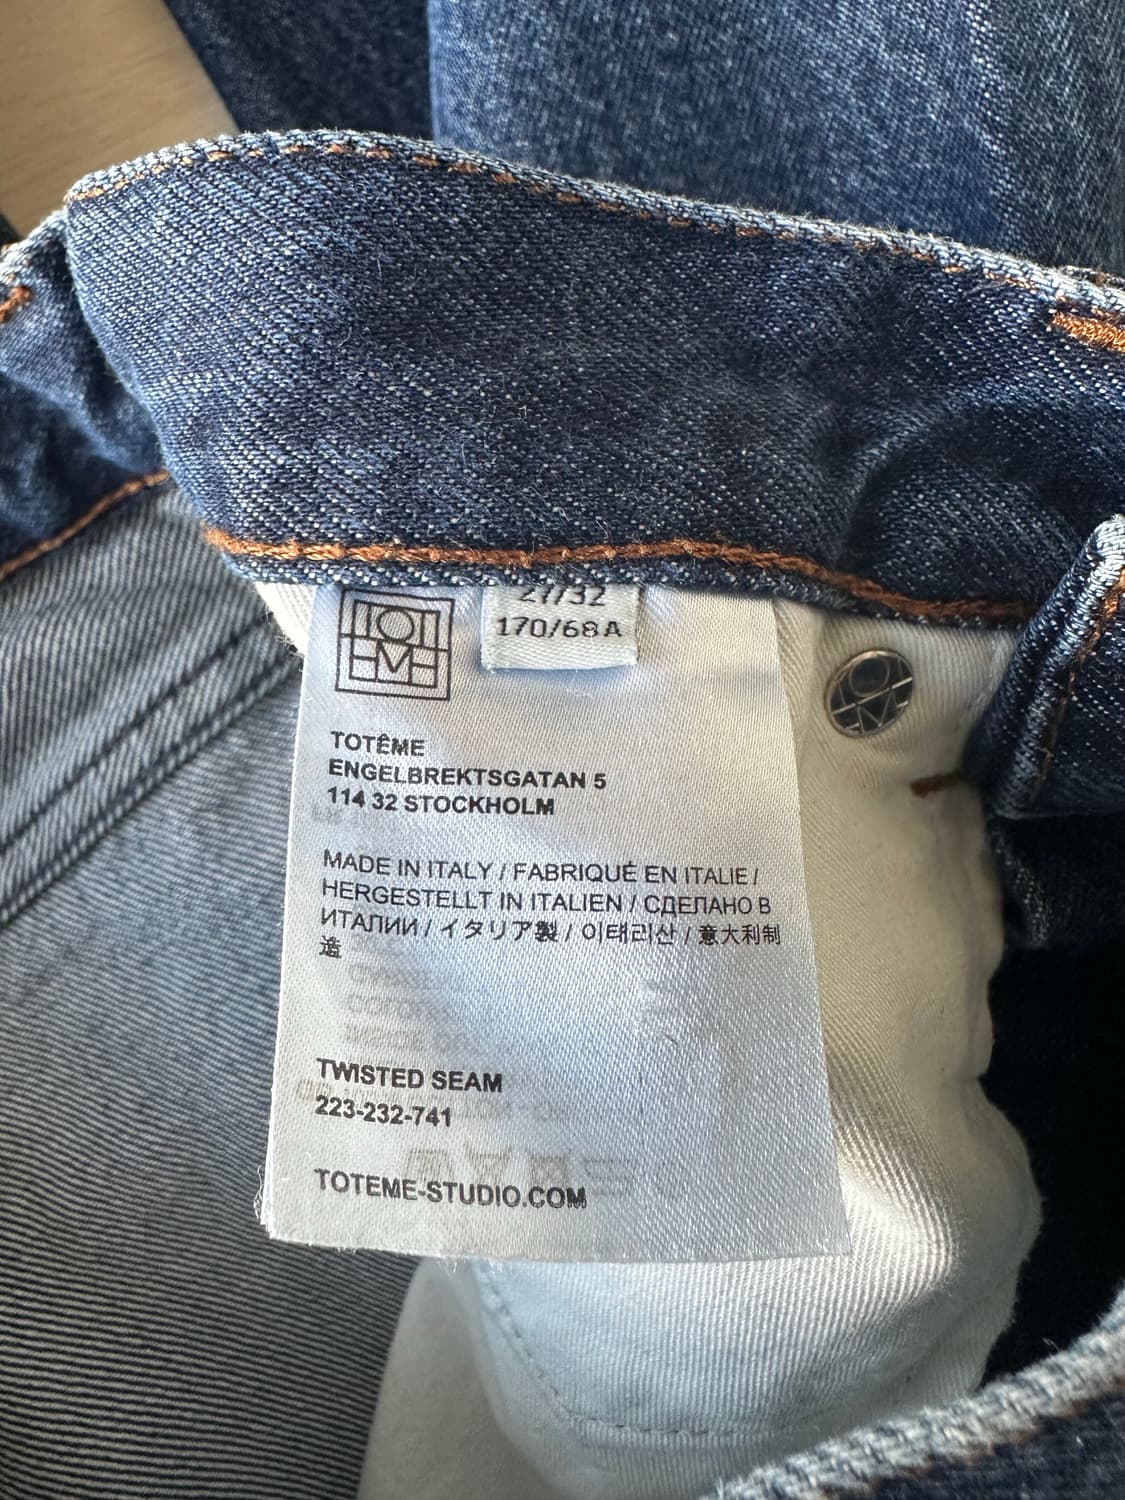 27/32
170/68A
TOTÊME
ENGELBREKTSGATAN 5
114 32 STOCKHOLM
MADE IN ITALY / FABRIQUÉ EN ITALIE /
HERGESTELLT IN ITALIEN / СДЕЛАНО В
ИТАЛИИ / イタリア製 / 이태리산 / 意大利制
造
TWISTED SEAM
223-232-741
TOTEME-STUDIO.COM